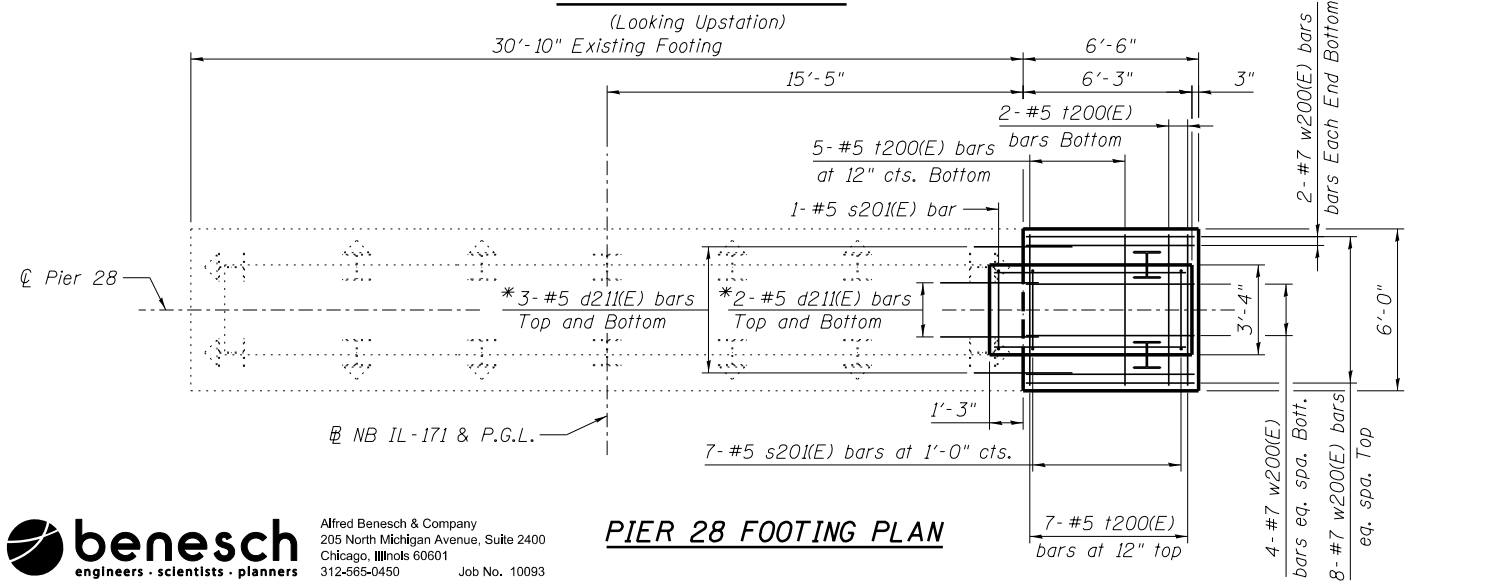 (Looking Upstation)
30'-10" Existing Footing
6'-6"
15'-5"
6'-3"
3"
2- #5 t200(E)
bars Bottom
5- #5 t200(E) bars
at 12" cts. Bottom
1- #5 s201(E) bar
2- #7 w200(E) bars
bars Each End Bottom
℄ Pier 28
* 3- #5 d211(E) bars
Top and Bottom
* 2- #5 d211(E) bars
Top and Bottom
3'-4"
6'-0"
1'-3"
B NB IL-171 & P.G.L.
7- #5 s201(E) bars at 1'-0" cts.
7- #5 t200(E)
bars at 12" top
4- #7 w200(E)
bars eq. spa. Bott.
8- #7 w200(E) bars
eq. spa. Top
benesch
engineers · scientists · planners
Alfred Benesch & Company
205 North Michigan Avenue, Suite 2400
Chicago, Illinois 60601
312-565-0450 Job No. 10093
PIER 28 FOOTING PLAN